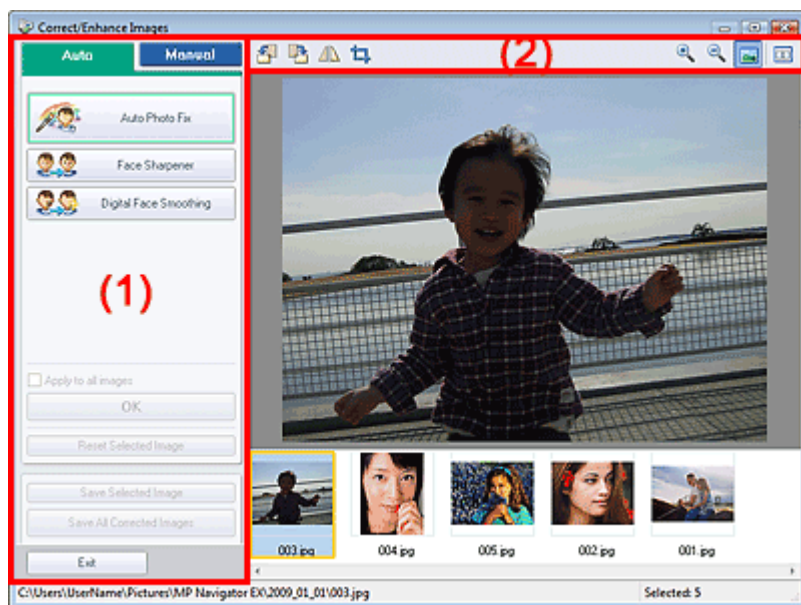 Correct/Enhance Images
Auto
Manual
(2)
Auto Photo Fix
Face Sharpener
Digital Face Smoothing
(1)
Apply to all images
OK
Reset Selected Image
Save Selected Image
Save All Corrected Images
Exit
003.jpg
004.jpg
005.jpg
002.jpg
001.jpg
C:\Users\UserName\Pictures\MP Navigator EX\2009_01_01\003.jpg
Selected: 5